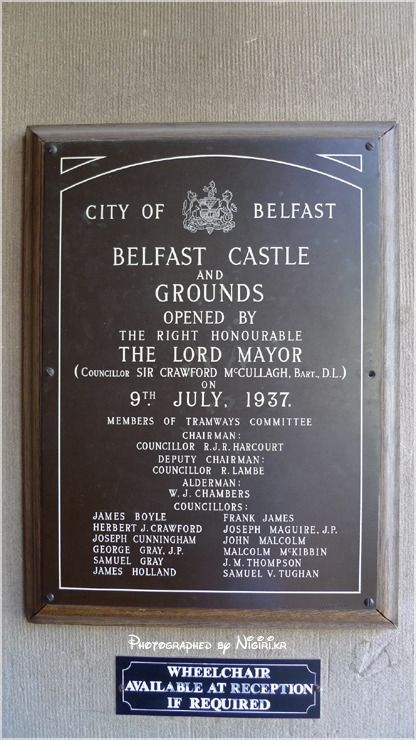 CITY OF BELFAST
BELFAST CASTLE
AND
GROUNDS
OPENED BY
THE RIGHT HONOURABLE
THE LORD MAYOR
(COUNCILLOR SIR CRAWFORD McCULLAGH, BART., D.L.)
ON
9TH. JULY, 1937.
MEMBERS OF TRAMWAYS COMMITTEE
CHAIRMAN:
COUNCILLOR R.J.R. HARCOURT
DEPUTY CHAIRMAN:
COUNCILLOR R. LAMBE
ALDERMAN:
W.J. CHAMBERS
COUNCILLORS:
JAMES BOYLE
HERBERT J. CRAWFORD
JOSEPH CUNNINGHAM
GEORGE GRAY, J.P.
SAMUEL GRAY
JAMES HOLLAND
FRANK JAMES
JOSEPH MAGUIRE, J.P.
JOHN MALCOLM
MALCOLM McKIBBIN
J.M. THOMPSON
SAMUEL V. TUGHAN
PHOTOGRAPHED BY NIGIRI.KR
WHEELCHAIR
AVAILABLE AT RECEPTION
IF REQUIRED